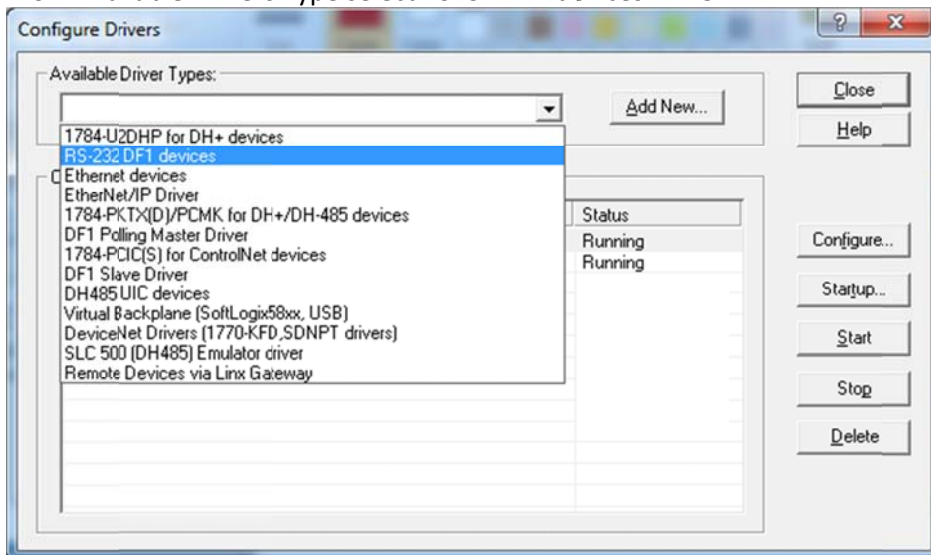 Configure Drivers
Available Driver Types:
Add New...
Close
Help
1784-U2DHP for DH+ devices
RS-232 DF1 devices
Ethernet devices
EtherNet/IP Driver
1784-PKTX(D)/PCMK for DH+/DH-485 devices
DF1 Polling Master Driver
1784-PCIC(S) for ControlNet devices
DF1 Slave Driver
DH485 UIC devices
Virtual Backplane (SoftLogix58xx, USB)
DeviceNet Drivers (1770-KFD,SDNPT drivers)
SLC 500 (DH485) Emulator driver
Remote Devices via Linx Gateway
Status
Running
Running
Configure...
Startup...
Start
Stop
Delete